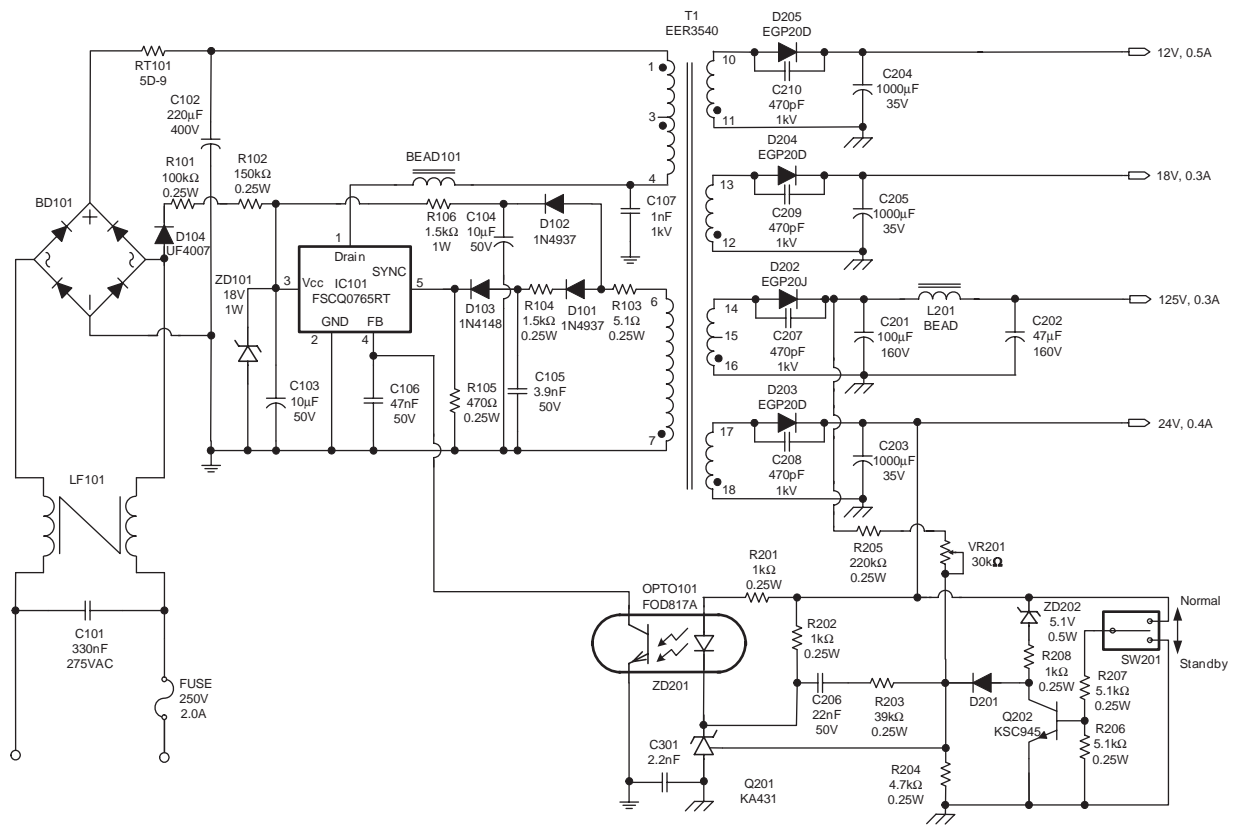 T1
EER3540
RT101
5D-9
C102
220μF
400V
R101
100kΩ
0.25W
R102
150kΩ
0.25W
BEAD101
BD101
D104
UF4007
R106
1.5kΩ
1W
C104
10μF
50V
D102
1N4937
C107
1nF
1kV
ZD101
18V
1W
1
Drain
SYNC
3
Vcc
IC101
FSCQ0765RT
5
GND
2
FB
4
D103
1N4148
R104
1.5kΩ
0.25W
D101
1N4937
R103
5.1Ω
0.25W
C103
10μF
50V
C106
47nF
50V
R105
470Ω
0.25W
C105
3.9nF
50V
1
3
4
6
7
LF101
C101
330nF
275VAC
FUSE
250V
2.0A
D205
EGP20D
10
11
C210
470pF
1kV
C204
1000μF
35V
12V, 0.5A
D204
EGP20D
13
12
C209
470pF
1kV
C205
1000μF
35V
18V, 0.3A
D202
EGP20J
14
15
16
C207
470pF
1kV
C201
100μF
160V
L201
BEAD
C202
47μF
160V
125V, 0.3A
D203
EGP20D
17
18
C208
470pF
1kV
C203
1000μF
35V
24V, 0.4A
R205
220kΩ
0.25W
VR201
30kΩ
OPTO101
FOD817A
R201
1kΩ
0.25W
R202
1kΩ
0.25W
ZD201
C206
22nF
50V
R203
39kΩ
0.25W
D201
ZD202
5.1V
0.5W
R208
1kΩ
0.25W
SW201
Normal
Standby
R207
5.1kΩ
0.25W
Q202
KSC945
R206
5.1kΩ
0.25W
C301
2.2nF
Q201
KA431
R204
4.7kΩ
0.25W